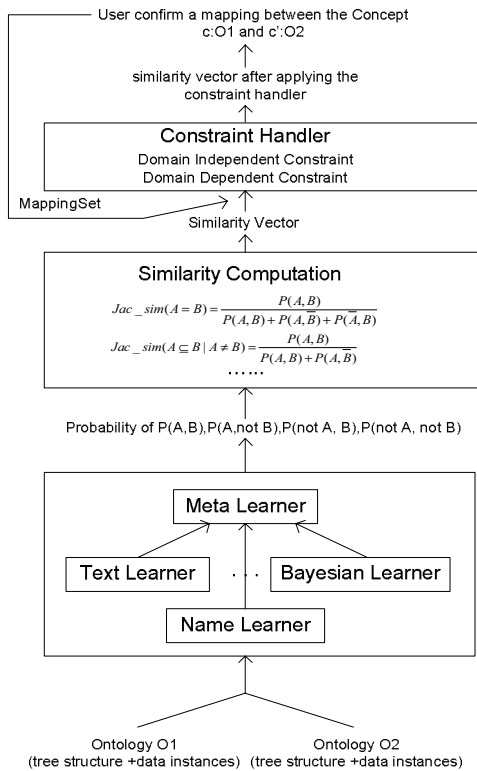 User confirm a mapping between the Concept
c:O1 and c':O2
similarity vector after applying the
constraint handler
Constraint Handler
Domain Independent Constraint
Domain Dependent Constraint
MappingSet
Similarity Vector
Similarity Computation
Jac_sim(A = B) = P(A, B) / (P(A, B) + P(A, B̅) + P(A̅, B))
Jac_sim(A ⊆ B | A ≠ B) = P(A, B) / (P(A, B) + P(A, B̅))
......
Probability of P(A,B),P(A,not B),P(not A, B),P(not A, not B)
Meta Learner
Text Learner
. . .
Bayesian Learner
Name Learner
Ontology O1
(tree structure +data instances)
Ontology O2
(tree structure +data instances)